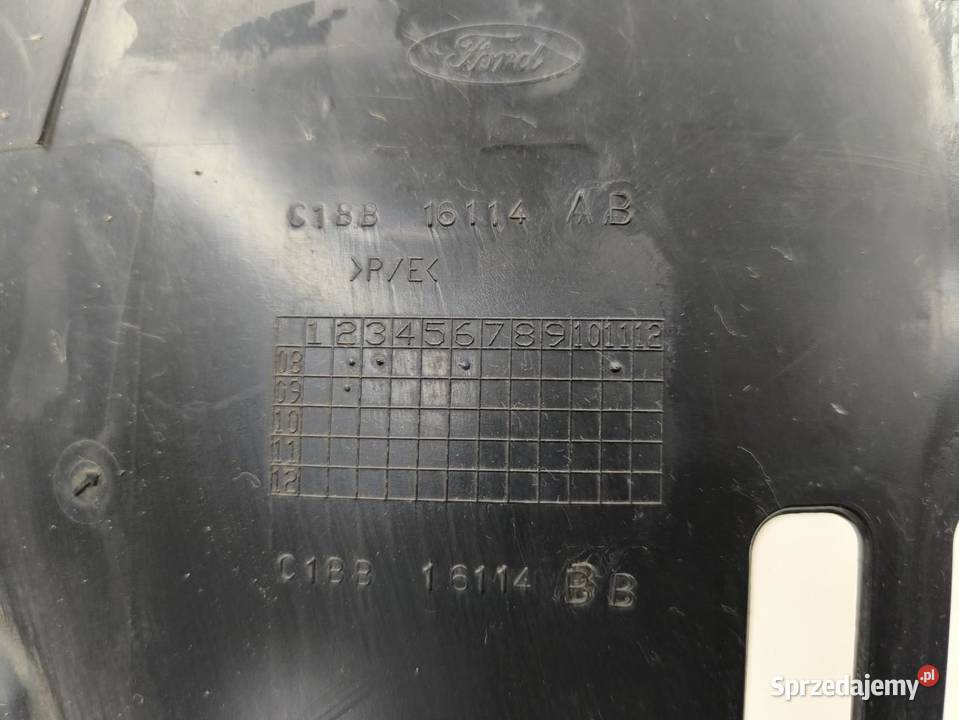 Ford
C1BB 16114 AB
>P/E<
1 2 3 4 5 6 7 8 9 10 11 12
08
09
10
11
12
C1BB 16114 BB
Sprzedajemy.pl